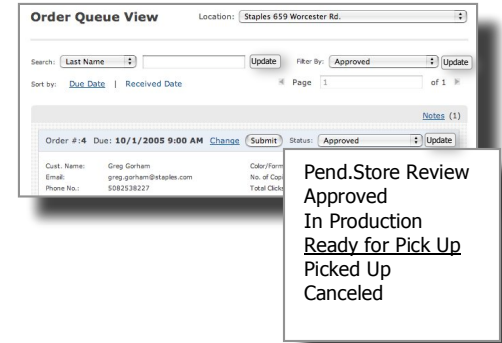 Order Queue View Location: Staples 659 Worcester Rd.
Search: Last Name Update Filter By: Approved Update
Sort by: Due Date | Received Date Page 1 of 1
Notes (1)
Order #:4 Due: 10/1/2005 9:00 AM Change Submit Status: Approved Update
Cust. Name: Greg Gorham Color/Form
Email: greg.gorham@staples.com No. of Copi
Phone No.: 5082538227 Total Clicks
Pend.Store Review
Approved
In Production
Ready for Pick Up
Picked Up
Canceled